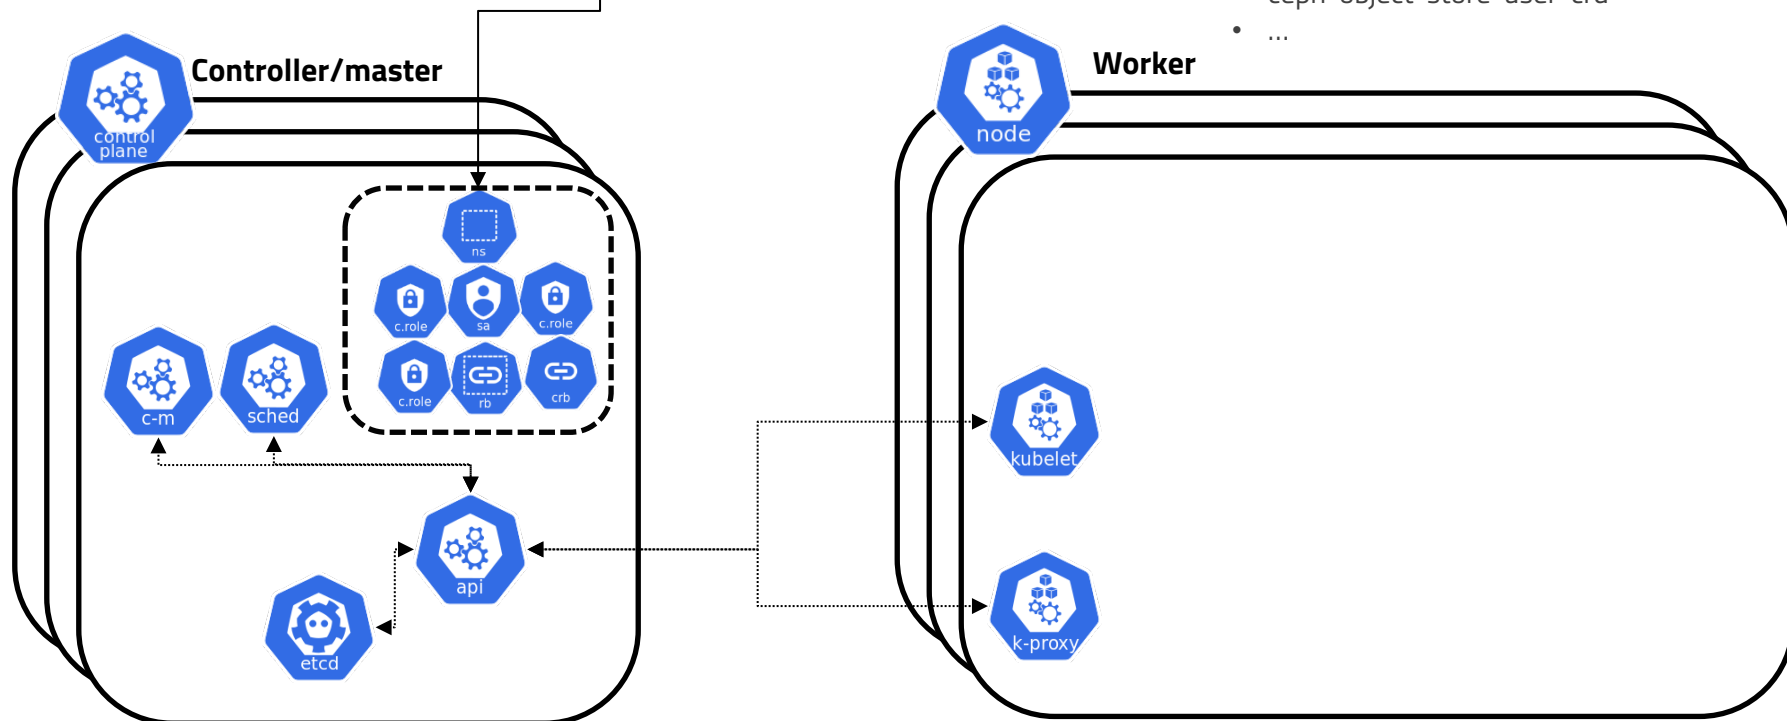 • ...
Controller/master
Worker
control
plane
node
ns
c.role
sa
c.role
c.role
rb
crb
c-m
sched
api
etcd
kubelet
k-proxy